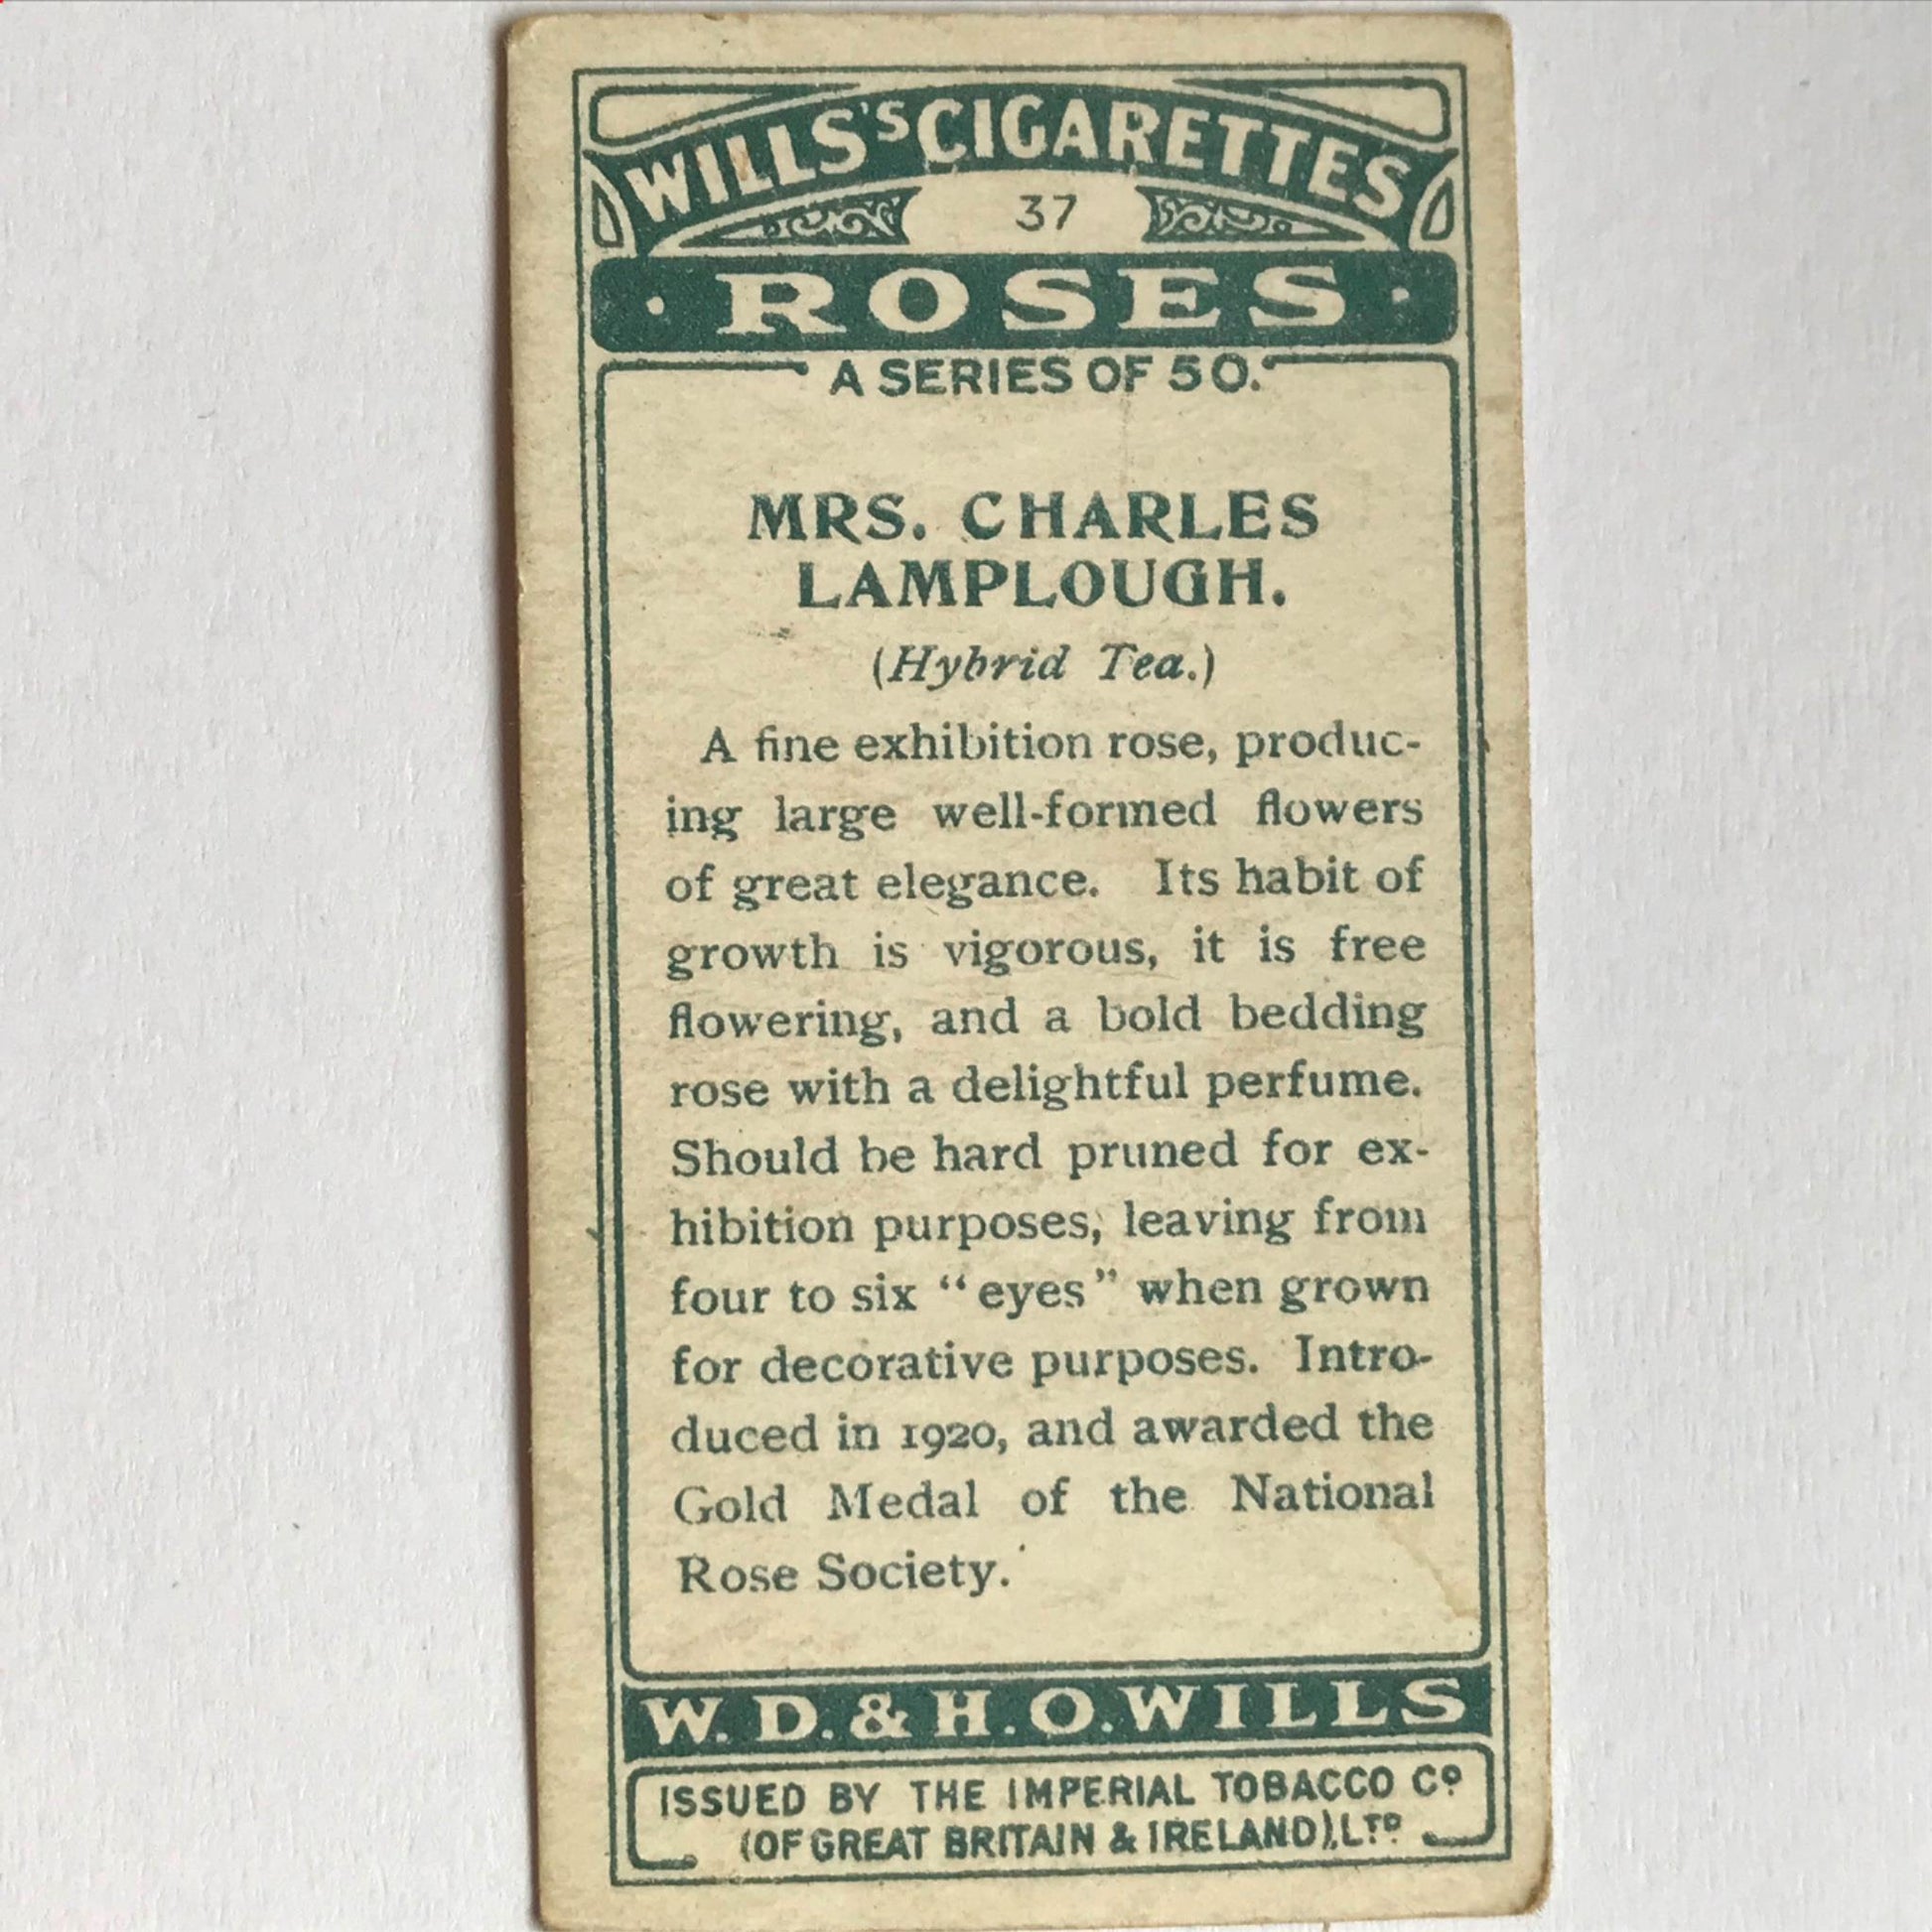 WILLS'S CIGARETTES
37
· ROSES ·
A SERIES OF 50.
MRS. CHARLES
LAMPLOUGH.
(Hybrid Tea.)
A fine exhibition rose, produc-
ing large well-formed flowers
of great elegance. Its habit of
growth is vigorous, it is free
flowering, and a bold bedding
rose with a delightful perfume.
Should be hard pruned for ex-
hibition purposes, leaving from
four to six "eyes" when grown
for decorative purposes. Intro-
duced in 1920, and awarded the
Gold Medal of the National
Rose Society.
W. D. & H. O. WILLS
ISSUED BY THE IMPERIAL TOBACCO Cº
(OF GREAT BRITAIN & IRELAND), LTD.